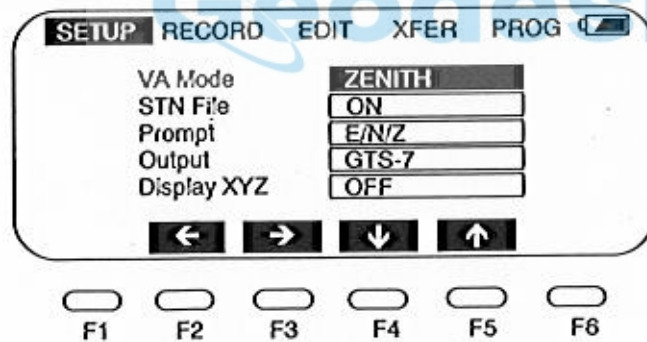 Geodesi
SETUP RECORD EDIT XFER PROG
VA Mode ZENITH
STN File ON
Prompt E/N/Z
Output GTS-7
Display XYZ OFF
F1 F2 F3 F4 F5 F6